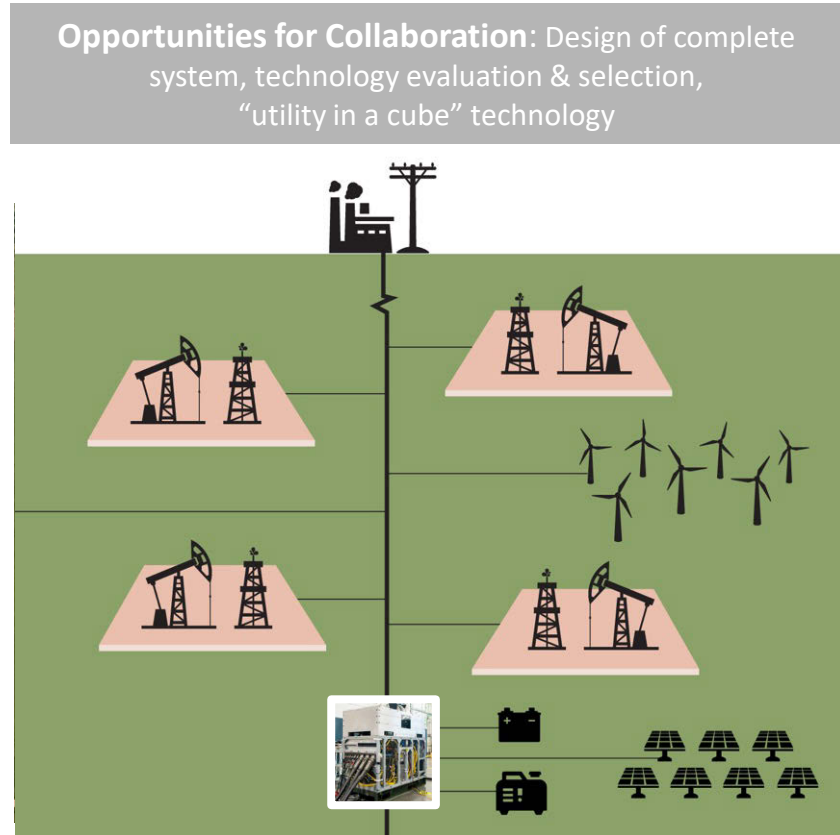 Opportunities for Collaboration: Design of complete
system, technology evaluation & selection,
“utility in a cube” technology